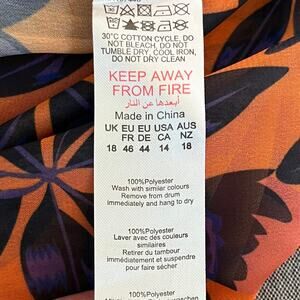 30°C COTTON CYCLE, DO
NOT BLEACH, DO NOT
TUMBLE DRY, COOL IRON,
DO NOT DRY CLEAN
KEEP AWAY
FROM FIRE
أبعدها عن النار
Made in China
UK EU EU USA AUS
FR DE CA NZ
18 46 44 14 18
100%Polyester
Wash with similar colours
Remove from drum
immediately and hang to dry
100%Polyester
Laver avec des couleurs
similaires
Retirer du tambour
immédiatement et suspendre
pour faire sécher
100%Polyester